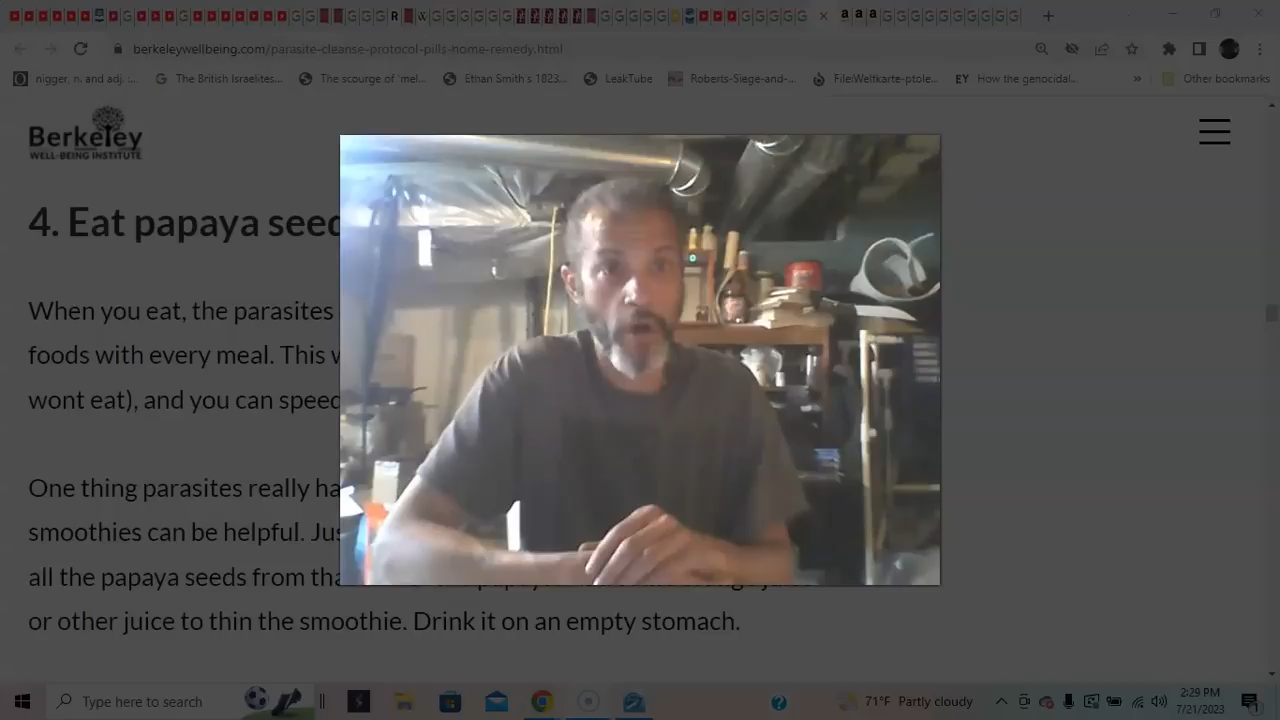 berkeleywellbeing.com/parasite-cleanse-protocol-pills-home-remedy.html
nigger, n. and adj. :...
The British Israelites...
The scourge of 'mel...
Ethan Smith's 1823...
LeakTube
Roberts-Siege-and-...
File:Weltkarte-ptole...
EY How the genocidal...
»
Other bookmarks
Berkeley
WELL-BEING INSTITUTE
4. Eat papaya seed
When you eat, the parasites
foods with every meal. This w
wont eat), and you can speed
One thing parasites really ha
smoothies can be helpful. Jus
all the papaya seeds from tha
or other juice to thin the smoothie. Drink it on an empty stomach.
Type here to search
71°F Partly cloudy
2:29 PM
7/21/2023